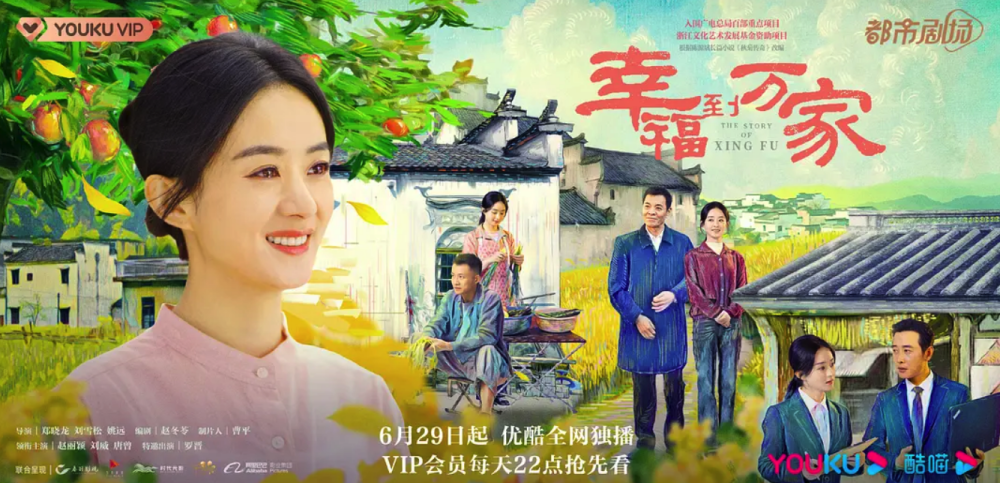 YOUKU VIP
入围广电总局百部重点项目
浙江文化艺术发展基金资助项目
都市剧场
幸福到万家
THE STORY
OF
XING FU
导演 | 郑晓龙 刘雪松 姚远 编剧 | 赵冬苓 制片人 | 曹平
领衔主演 | 赵丽颖 刘威 唐曾 特邀出演 | 罗晋
联合呈现
6月29日起 优酷全网独播
VIP会员每天22点抢先看
YOUKU 酷喵